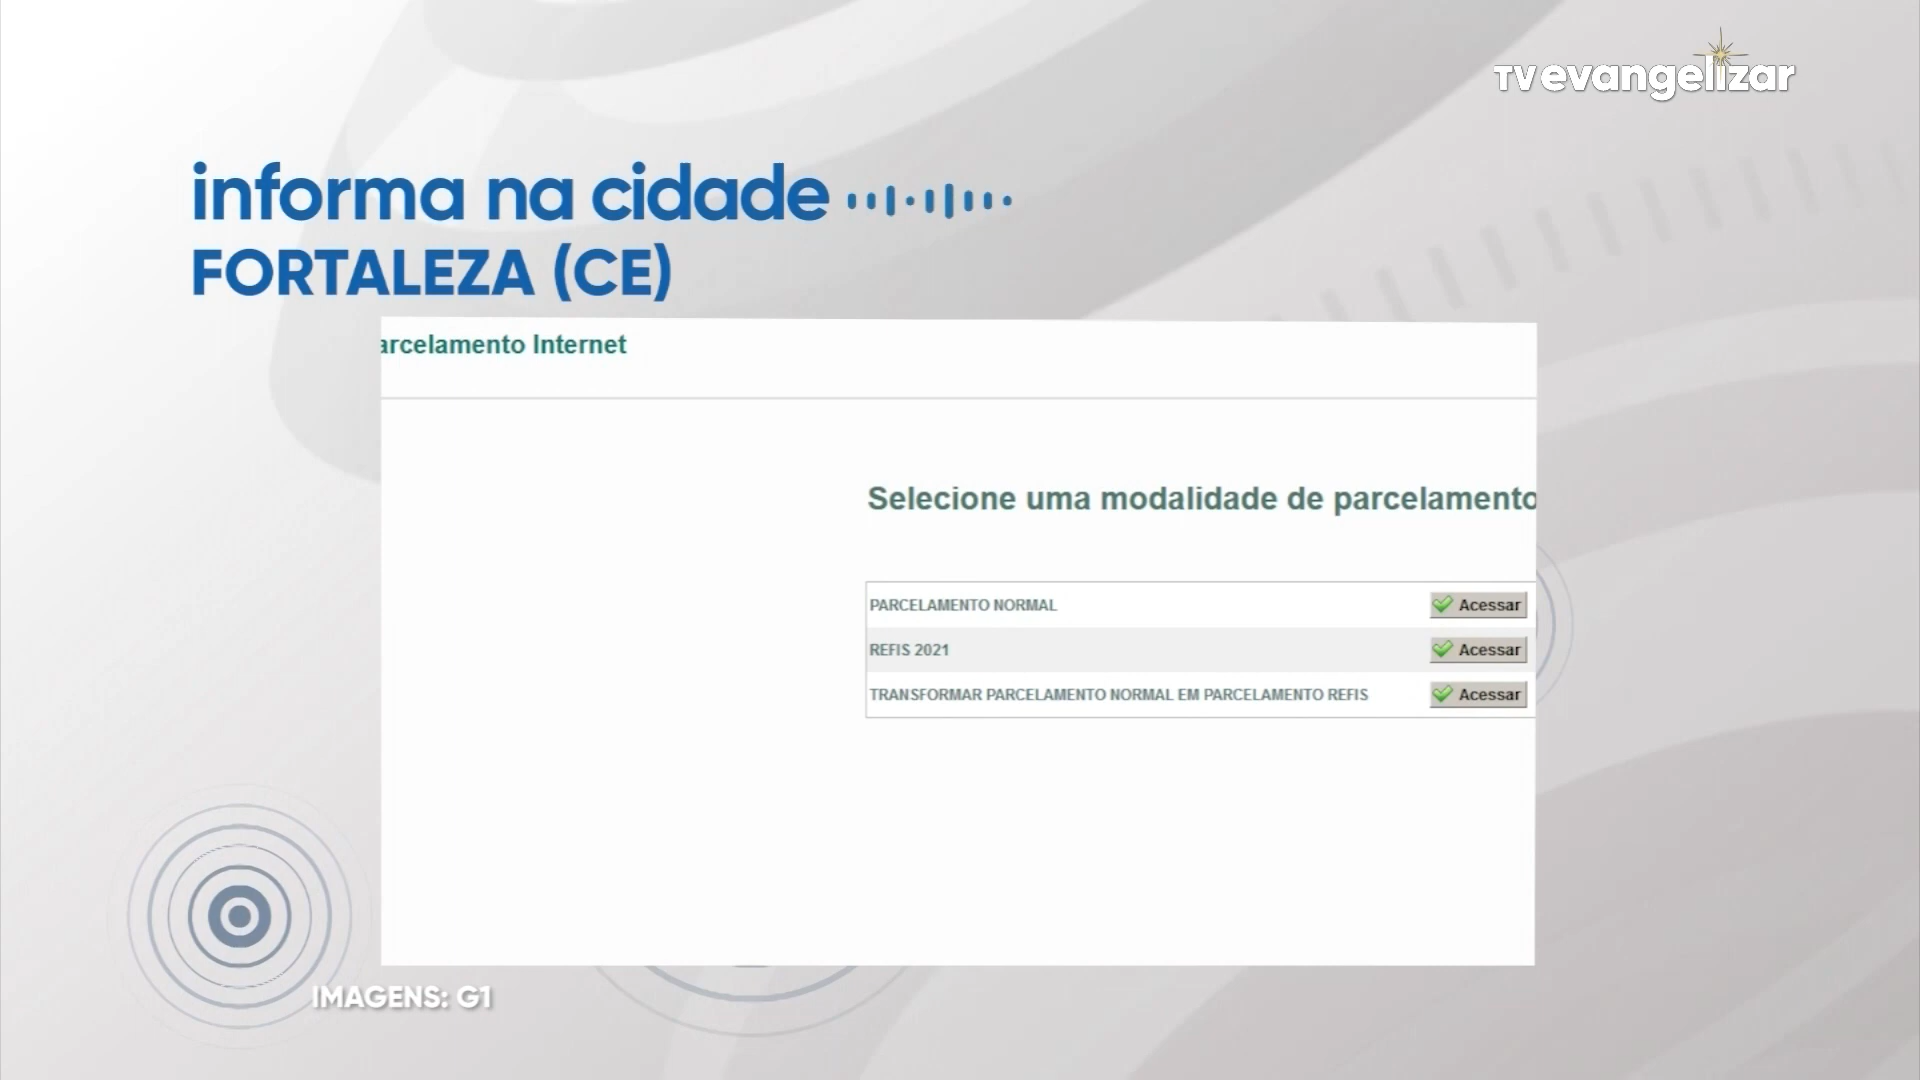 TVevangelizar
informa na cidade
FORTALEZA (CE)
arcelamento Internet
Selecione uma modalidade de parcelamento
PARCELAMENTO NORMAL Acessar
REFIS 2021 Acessar
TRANSFORMAR PARCELAMENTO NORMAL EM PARCELAMENTO REFIS Acessar
IMAGENS: G1